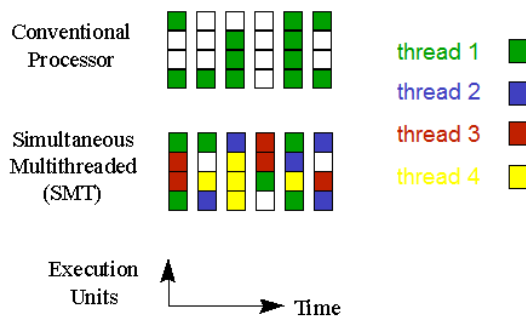 Conventional
Processor
Simultaneous
Multithreaded
(SMT)
Execution
Units
Time
thread 1
thread 2
thread 3
thread 4